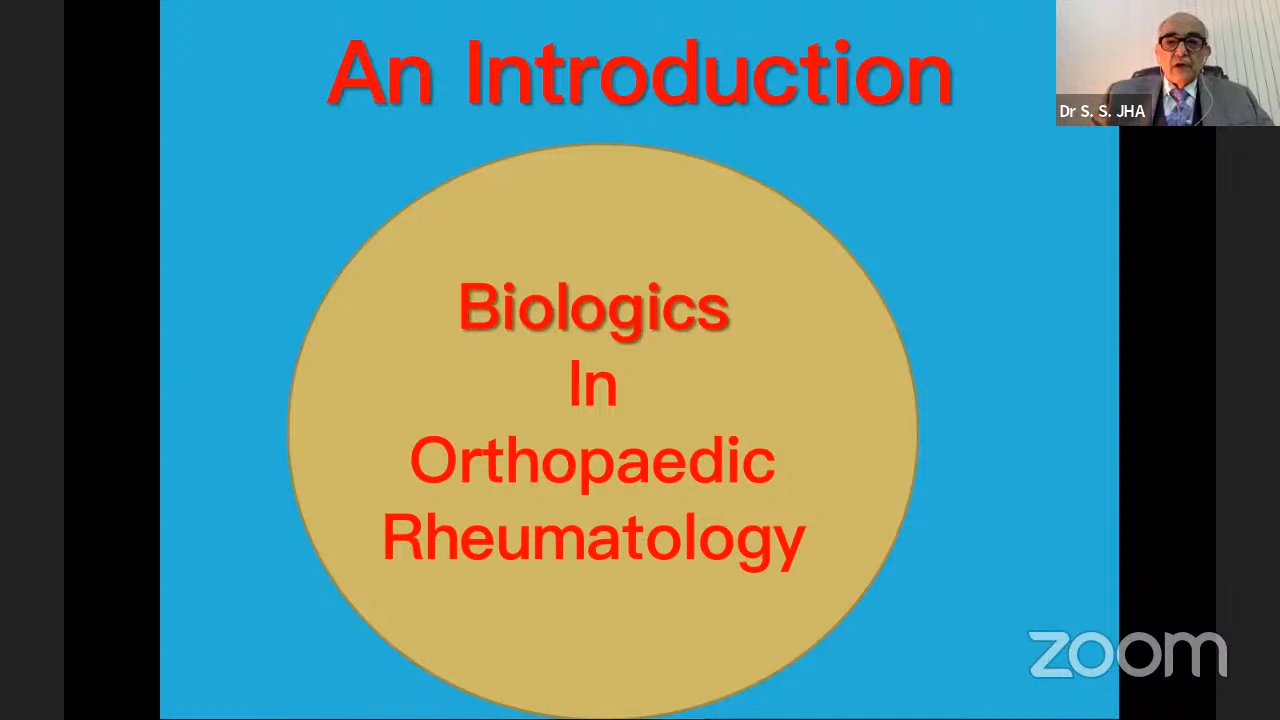 An Introduction
Dr S. S. JHA
Biologics
In
Orthopaedic
Rheumatology
zoom